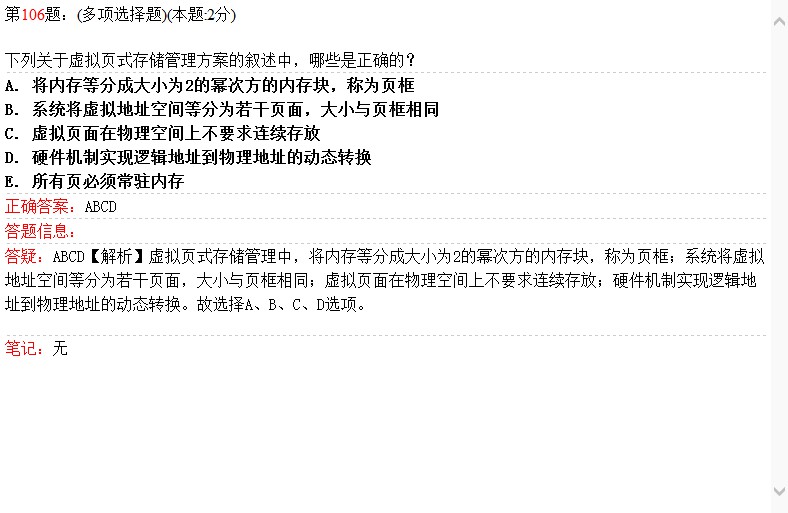 第106题：(多项选择题)(本题:2分)
下列关于虚拟页式存储管理方案的叙述中，哪些是正确的？
A. 将内存等分成大小为2的幂次方的内存块，称为页框
B. 系统将虚拟地址空间等分为若干页面，大小与页框相同
C. 虚拟页面在物理空间上不要求连续存放
D. 硬件机制实现逻辑地址到物理地址的动态转换
E. 所有页必须常驻内存
正确答案：ABCD
答题信息：
答疑：ABCD【解析】虚拟页式存储管理中，将内存等分成大小为2的幂次方的内存块，称为页框；系统将虚拟
地址空间等分为若干页面，大小与页框相同；虚拟页面在物理空间上不要求连续存放；硬件机制实现逻辑地
址到物理地址的动态转换。故选择A、B、C、D选项。
笔记：无